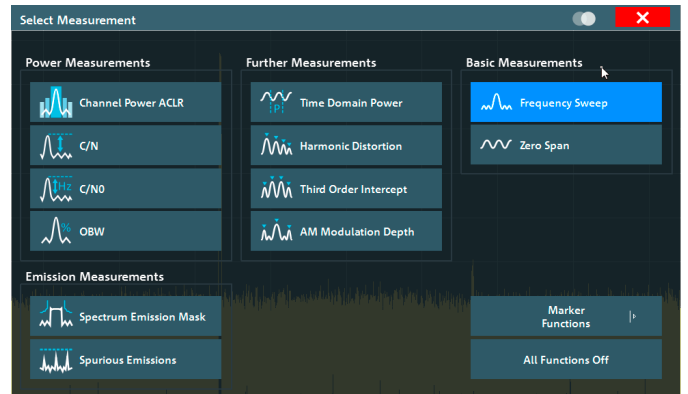 Select Measurement
Power Measurements
Channel Power ACLR
C/N
Hz
C/N0
%
OBW
Further Measurements
P
Time Domain Power
Harmonic Distortion
Third Order Intercept
AM Modulation Depth
Basic Measurements
Frequency Sweep
Zero Span
Emission Measurements
Spectrum Emission Mask
Spurious Emissions
Marker
Functions
All Functions Off